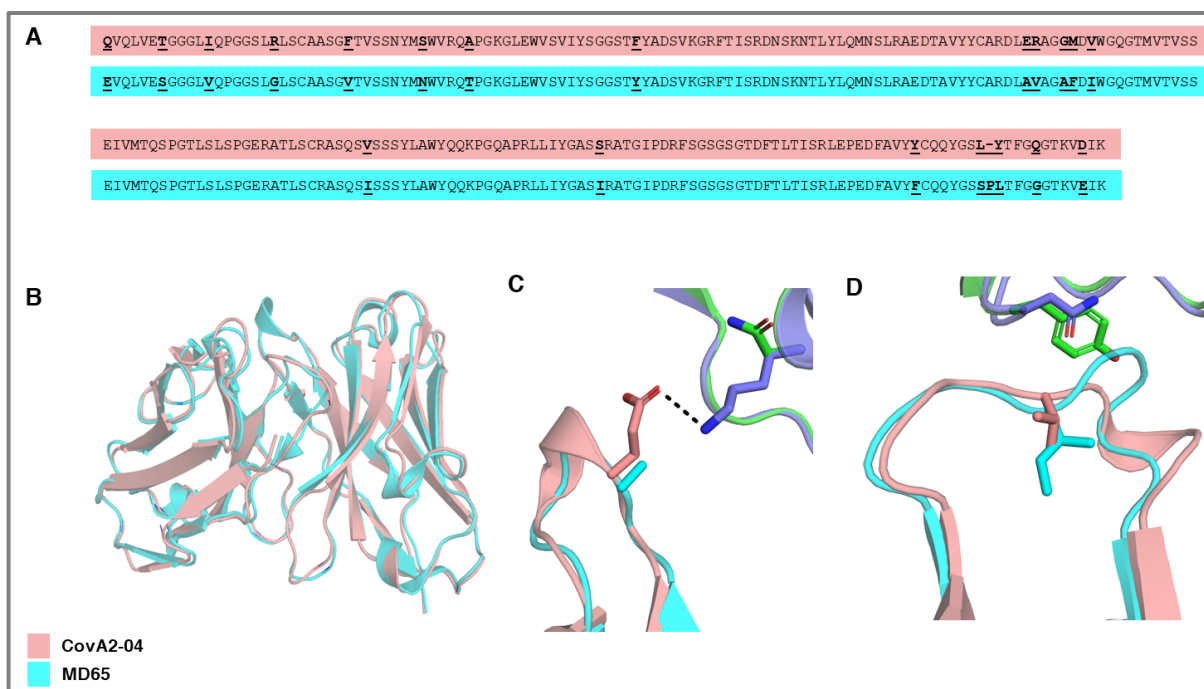 A
QVQLVETGGGLIQPGGSLRLSCAASGFTVSSNYMSWVRQAPGKGLEWVSVIYSGGSTFYADSVKGRFTISRDNSKNTLYLQMNSLRAEDTAVYYCARDLERAGGMDVWGQGTMVTVSS
EVQLVESGGGLVQPGGSLGLSCAASGVTVSSNYMNWVRQTPGKGLEWVSVIYSGGSTYYADSVKGRFTISRDNSKNTLYLQMNSLRAEDTAVYYCARDLAVAGAFDIWGQGTMVTVSS
EIVMTQSPGTLSLSPGERATLSCRASQSVSSSYLAWYQQKPGQAPRLLIYGASSRATGIPDRFSGSGSGTDFTLTISRLEPEDFAVYYCQQYGSL-YTFGQGTKVDIK
EIVMTQSPGTLSLSPGERATLSCRASQSISSSYLAWYQQKPGQAPRLLIYGASIRATGIPDRFSGSGSGTDFTLTISRLEPEDFAVYFCQQYGSSPLTFGGGTKVEIK
B
C
D
CovA2-04
MD65